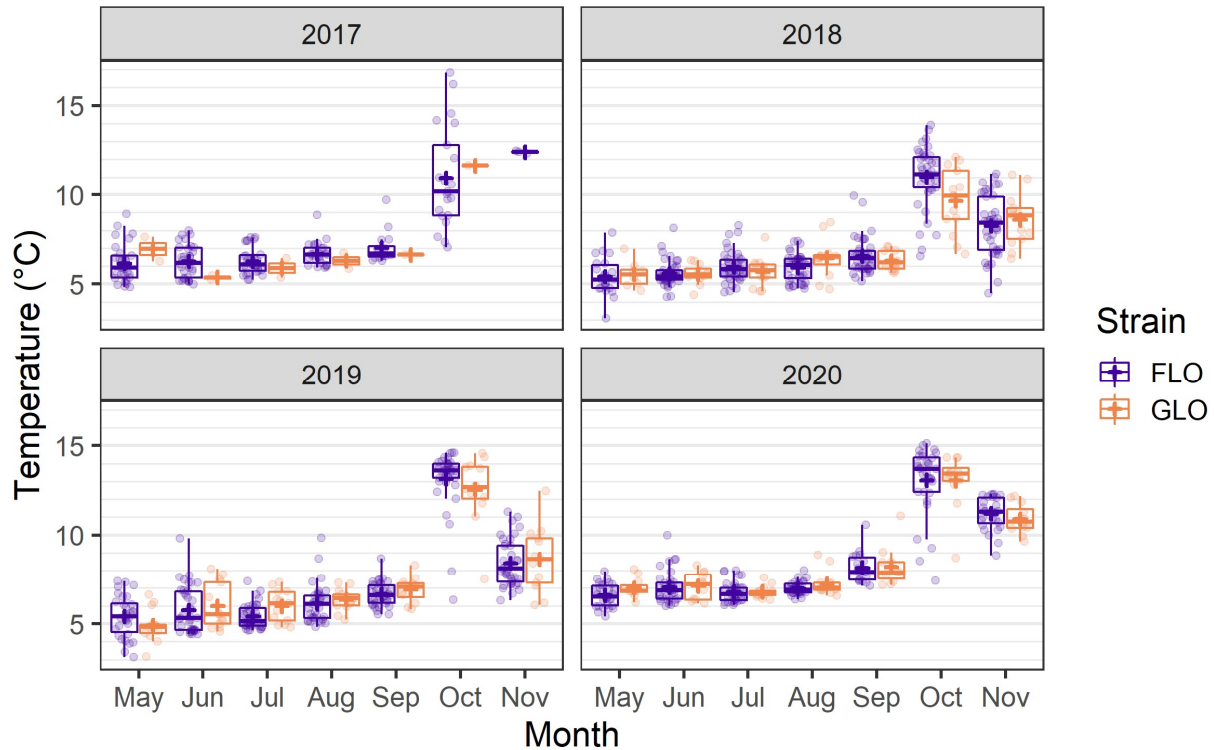 2017
2018
15
10
5
2019
2020
15
10
5
May Jun Jul Aug Sep Oct Nov
May Jun Jul Aug Sep Oct Nov
Month
Temperature (°C)
Strain
FLO
GLO